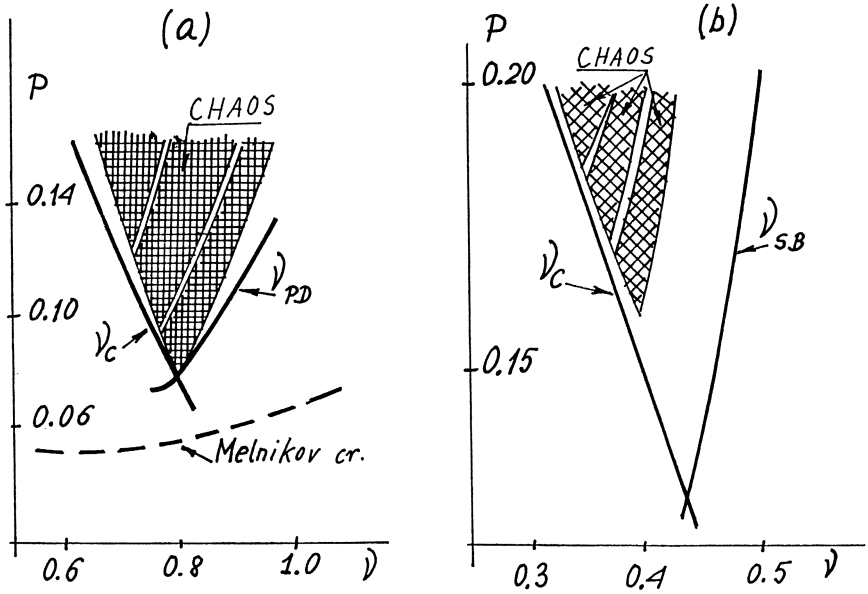 (a)
P
CHAOS
0.14
0.10
0.06
ν_C
ν_PD
Melnikov cr.
0.6
0.8
1.0
ν
(b)
P
CHAOS
0.20
0.15
ν_C
ν_SB
0.3
0.4
0.5
ν